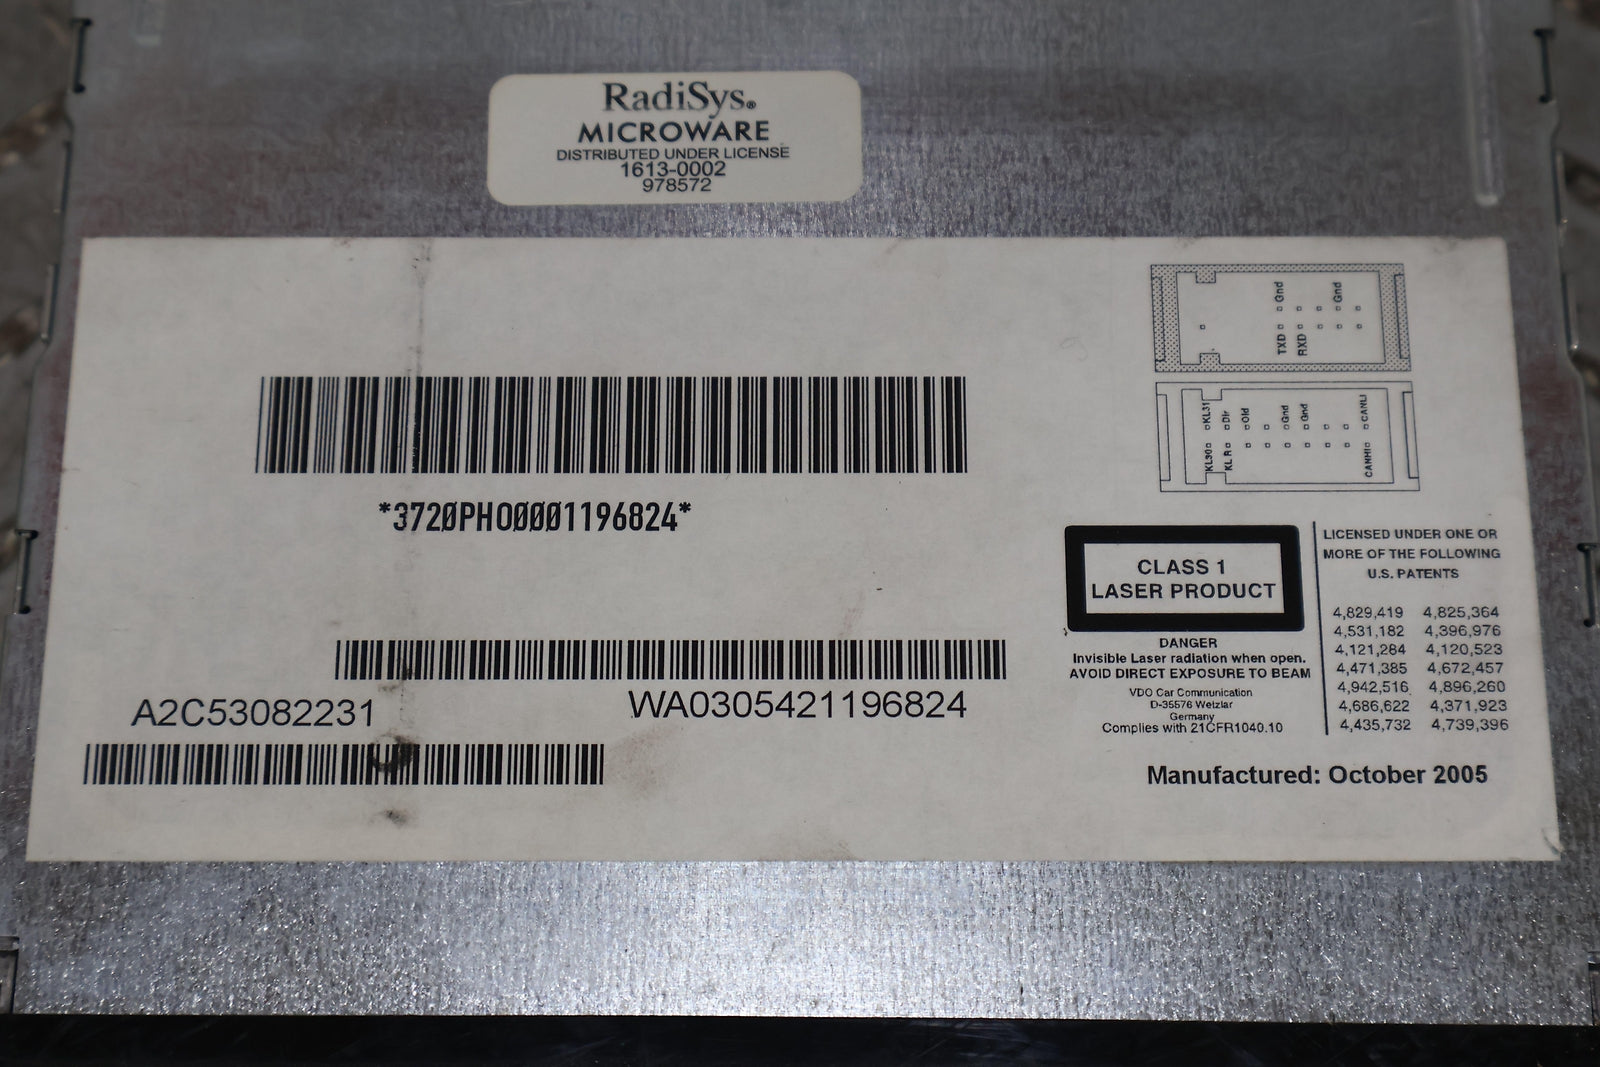 RadiSys®
MICROWARE
DISTRIBUTED UNDER LICENSE
1613-0002
978572
Gnd
Gnd
TXD
RXD
KL31
Dir
Old
Gnd
Gnd
CANLI
KL30
KL R
CANHI
*3720PHO00001196824*
CLASS 1
LASER PRODUCT
DANGER
Invisible Laser radiation when open.
AVOID DIRECT EXPOSURE TO BEAM
VDO Car Communication
D-35576 Wetzlar
Germany
Complies with 21CFR1040.10
LICENSED UNDER ONE OR
MORE OF THE FOLLOWING
U.S. PATENTS
4,829,419 4,825,364
4,531,182 4,396,976
4,121,284 4,120,523
4,471,385 4,672,457
4,942,516 4,896,260
4,686,622 4,371,923
4,435,732 4,739,396
A2C53082231
WA0305421196824
Manufactured: October 2005